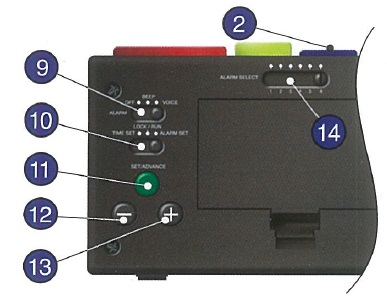 2
9
BEEP
OFF VOICE
ALARM
ALARM SELECT
1 2 3 4 5 6
10
LOCK / RUN
TIME SET ALARM SET
14
11
SET/ADVANCE
12
13